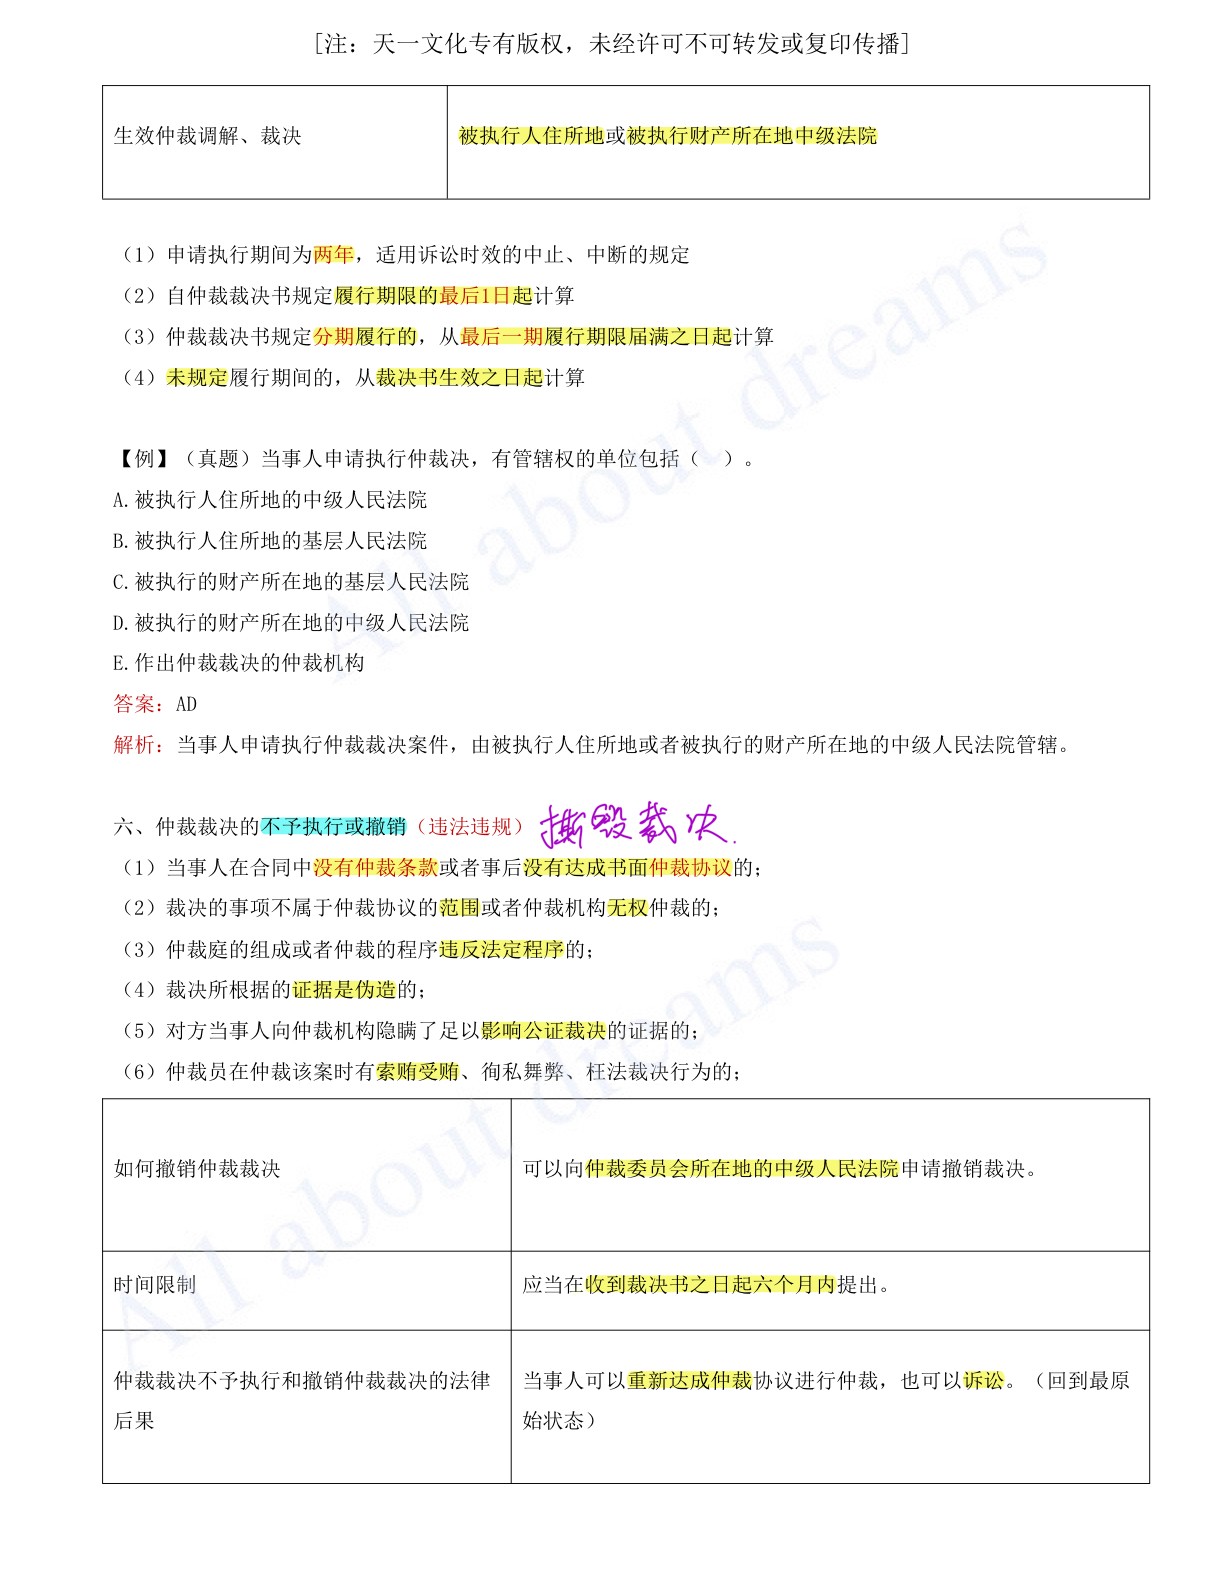 [注：天一文化专有版权，未经许可不可转发或复印传播]
生效仲裁调解、裁决
被执行人住所地或被执行财产所在地中级法院
（1）申请执行期间为两年，适用诉讼时效的中止、中断的规定
（2）自仲裁裁决书规定履行期限的最后1日起计算
（3）仲裁裁决书规定分期履行的，从最后一期履行期限届满之日起计算
（4）未规定履行期间的，从裁决书生效之日起计算
【例】（真题）当事人申请执行仲裁决，有管辖权的单位包括（　）。
A.被执行人住所地的中级人民法院
B.被执行人住所地的基层人民法院
C.被执行的财产所在地的基层人民法院
D.被执行的财产所在地的中级人民法院
E.作出仲裁裁决的仲裁机构
答案：AD
解析：当事人申请执行仲裁裁决案件，由被执行人住所地或者被执行的财产所在地的中级人民法院管辖。
六、仲裁裁决的不予执行或撤销（违法违规） 撕毁裁决.
（1）当事人在合同中没有仲裁条款或者事后没有达成书面仲裁协议的；
（2）裁决的事项不属于仲裁协议的范围或者仲裁机构无权仲裁的；
（3）仲裁庭的组成或者仲裁的程序违反法定程序的；
（4）裁决所根据的证据是伪造的；
（5）对方当事人向仲裁机构隐瞒了足以影响公证裁决的证据的；
（6）仲裁员在仲裁该案时有索贿受贿、徇私舞弊、枉法裁决行为的；
如何撤销仲裁裁决
可以向仲裁委员会所在地的中级人民法院申请撤销裁决。
时间限制
应当在收到裁决书之日起六个月内提出。
仲裁裁决不予执行和撤销仲裁裁决的法律
后果
当事人可以重新达成仲裁协议进行仲裁，也可以诉讼。（回到最原
始状态）
All about dreams
All about dreams